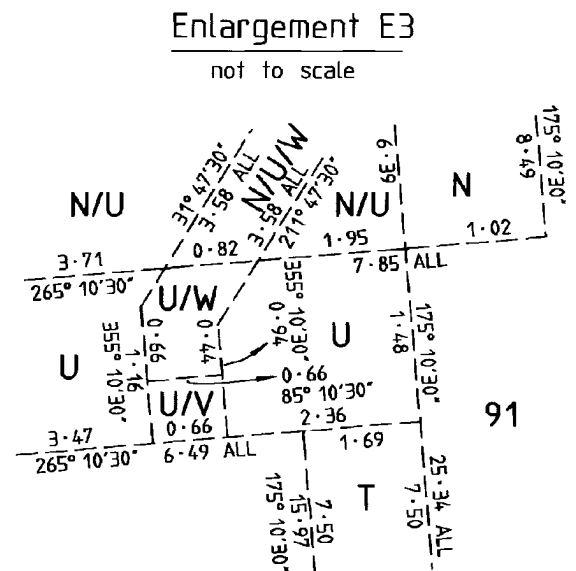 Enlargement E3
not to scale
31° 47'30"
3·58 ALL
N/U/W
3·58 ALL
211° 47'30"
6·39
175° 10'30"
8·49
N/U
N/U
N
3·71
265° 10'30"
0·82
1·95
7·85 ALL
1·02
U/W
355° 10'30"
0·66
1·16
0·44
0·94
355° 10'30"
175° 10'30"
1·48
U
U
0·66
85° 10'30"
U/V
91
3·47
265° 10'30"
0·66
6·49 ALL
2·36
1·69
T
175° 10'30"
15·97
7·50
25·34 ALL
7·50